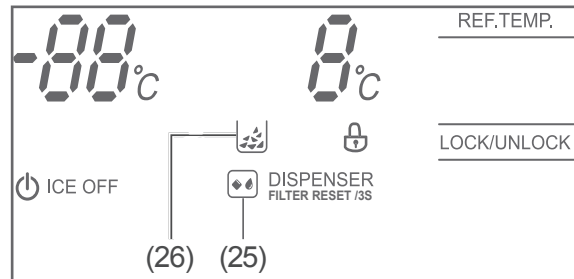 REF.TEMP.
-88°C 8°C
LOCK/UNLOCK
ICE OFF DISPENSER
FILTER RESET /3S
(26) (25)